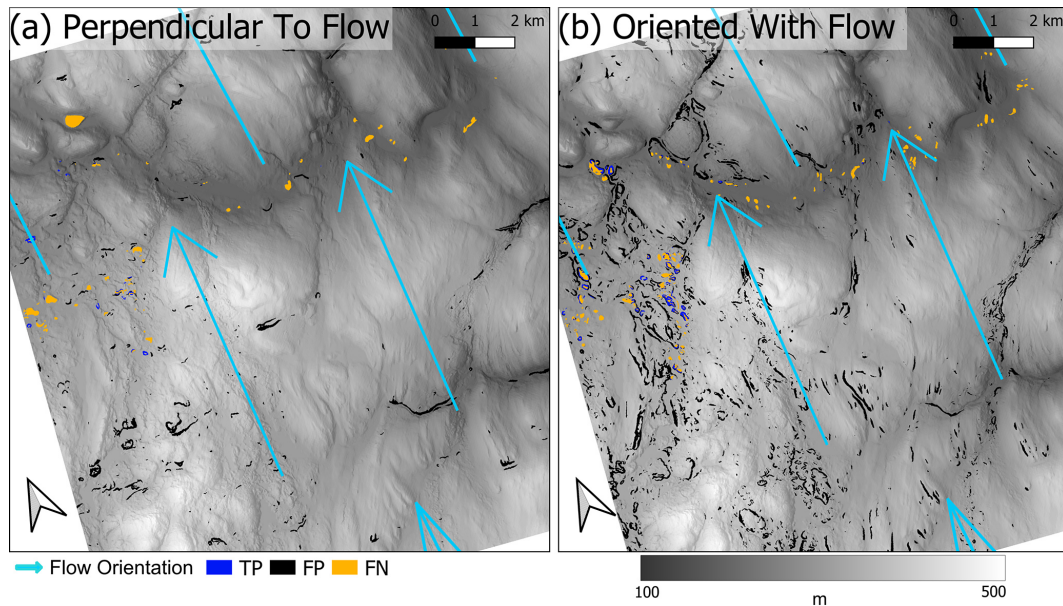 (a) Perpendicular To Flow
0 1 2 km
(b) Oriented With Flow
0 1 2 km
Flow Orientation TP FP FN
100 500
m